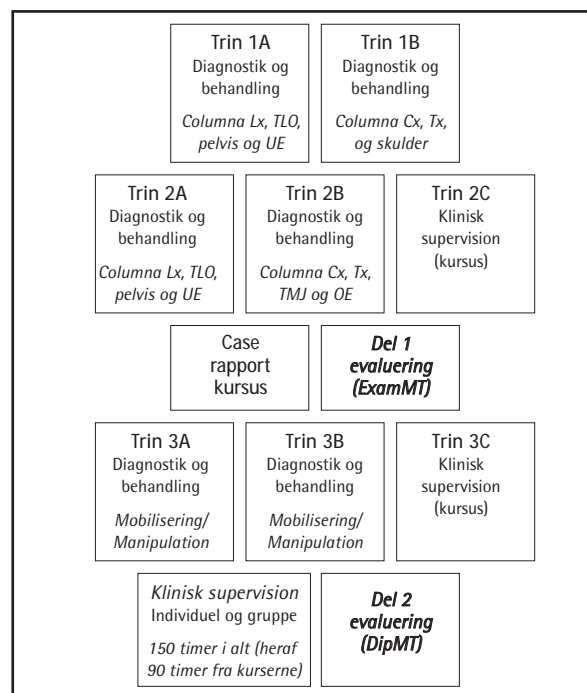 Trin 1A
Diagnostik og
behandling
Columna Lx, TLO,
pelvis og UE
Trin 1B
Diagnostik og
behandling
Columna Cx, Tx,
og skulder
Trin 2A
Diagnostik og
behandling
Columna Lx, TLO,
pelvis og UE
Trin 2B
Diagnostik og
behandling
Columna Cx, Tx,
TMJ og OE
Trin 2C
Klinisk
supervision
(kursus)
Case
rapport
kursus
Del 1
evaluering
(ExamMT)
Trin 3A
Diagnostik og
behandling
Mobilisering/
Manipulation
Trin 3B
Diagnostik og
behandling
Mobilisering/
Manipulation
Trin 3C
Klinisk
supervision
(kursus)
Klinisk supervision
Individuel og gruppe
150 timer i alt (heraf
90 timer fra kurserne)
Del 2
evaluering
(DipMT)